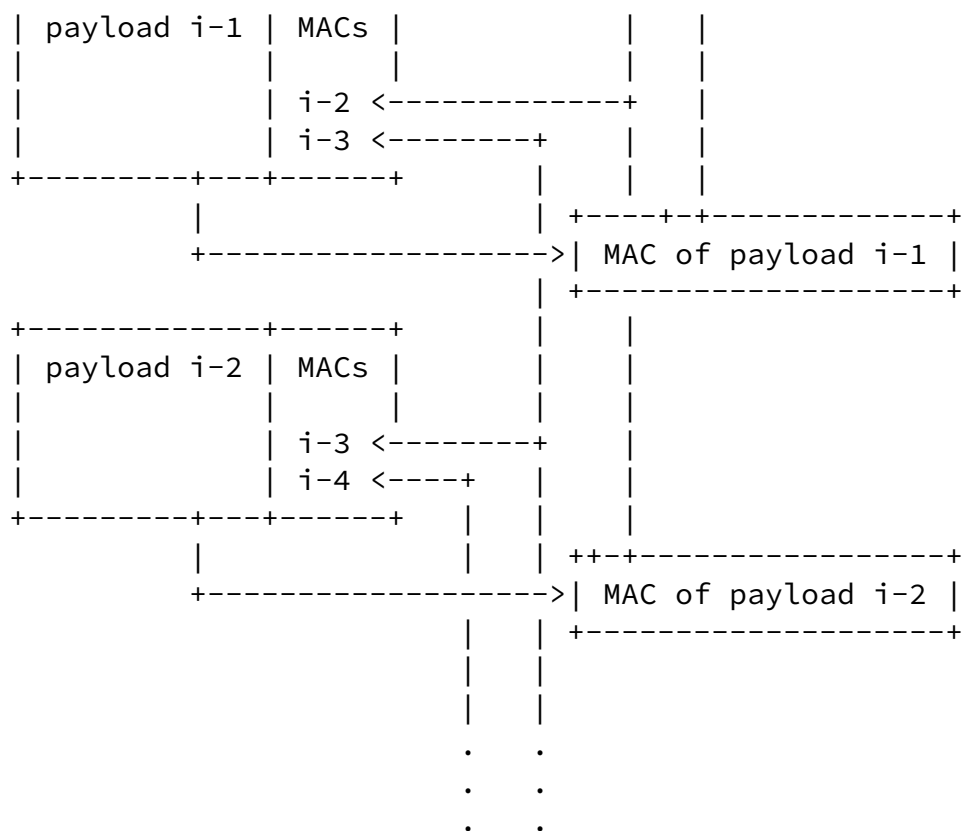 payload i-1 MACs
i-2
i-3
MAC of payload i-1
payload i-2 MACs
i-3
i-4
MAC of payload i-2
.
.
.
.
.
.